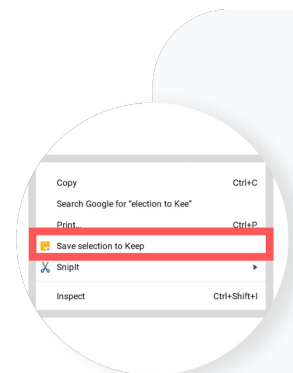 Copy Ctrl+C
Search Google for “election to Kee”
Print... Ctrl+P
Save selection to Keep
SnipIt
Inspect Ctrl+Shift+I